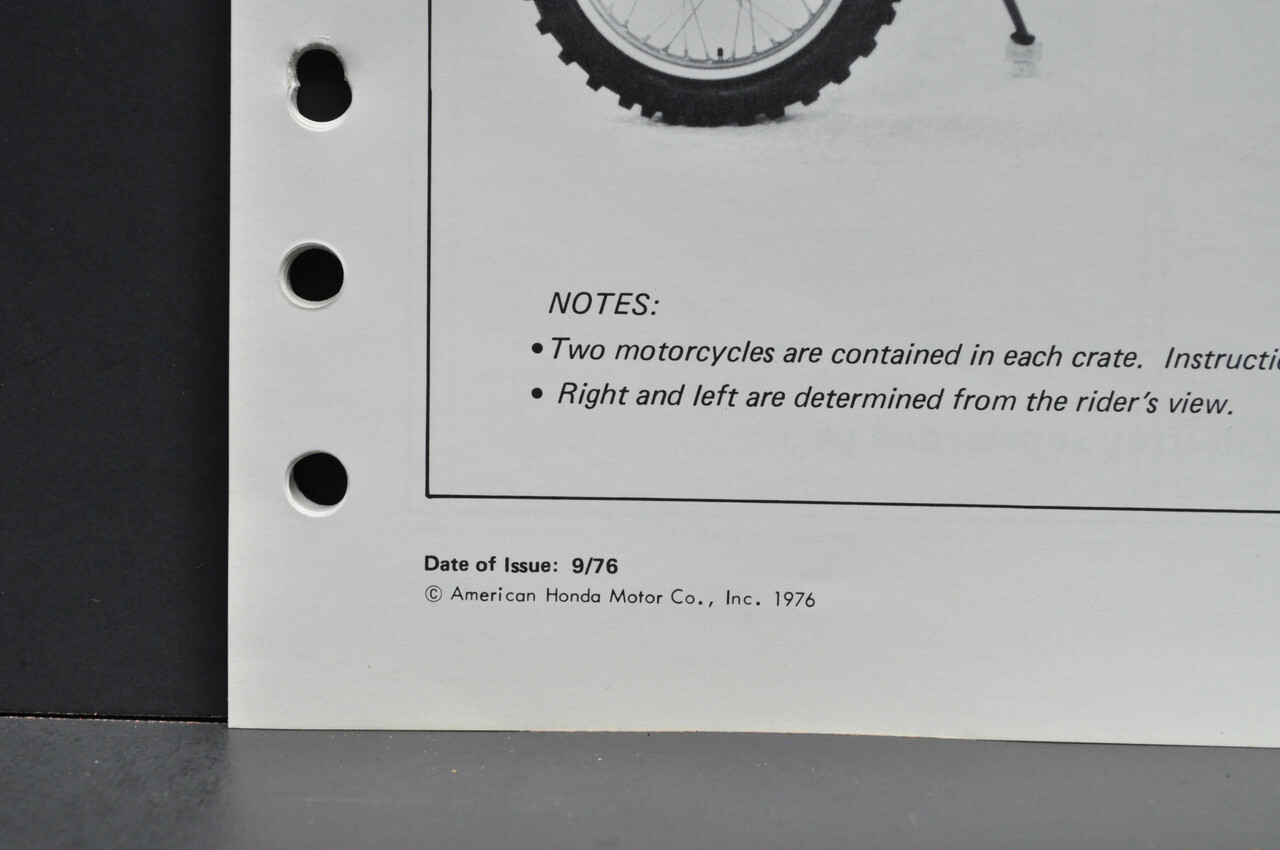 NOTES:
• Two motorcycles are contained in each crate. Instructi
• Right and left are determined from the rider's view.
Date of Issue: 9/76
© American Honda Motor Co., Inc. 1976